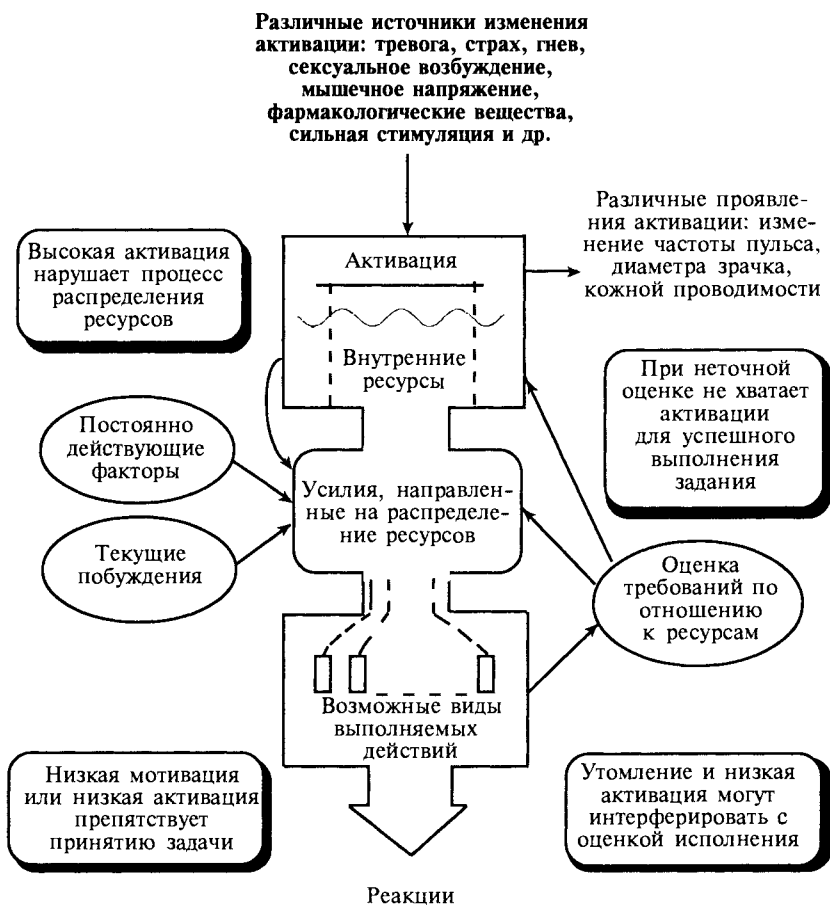 Различные источники изменения
активации: тревога, страх, гнев,
сексуальное возбуждение,
мышечное напряжение,
фармакологические вещества,
сильная стимуляция и др.
Различные проявле-
ния активации: изме-
нение частоты пульса,
диаметра зрачка,
кожной проводимости
Высокая активация
нарушает процесс
распределения
ресурсов
Активация
Внутренние
ресурсы
При неточной
оценке не хватает
активации
для успешного
выполнения
задания
Постоянно
действующие
факторы
Усилия, направлен-
ные на распределе-
ние ресурсов
Текущие
побуждения
Оценка
требований по
отношению
к ресурсам
Возможные виды
выполняемых
действий
Низкая мотивация
или низкая активация
препятствует
принятию задачи
Утомление и низкая
активация могут
интерферировать с
оценкой исполнения
Реакции